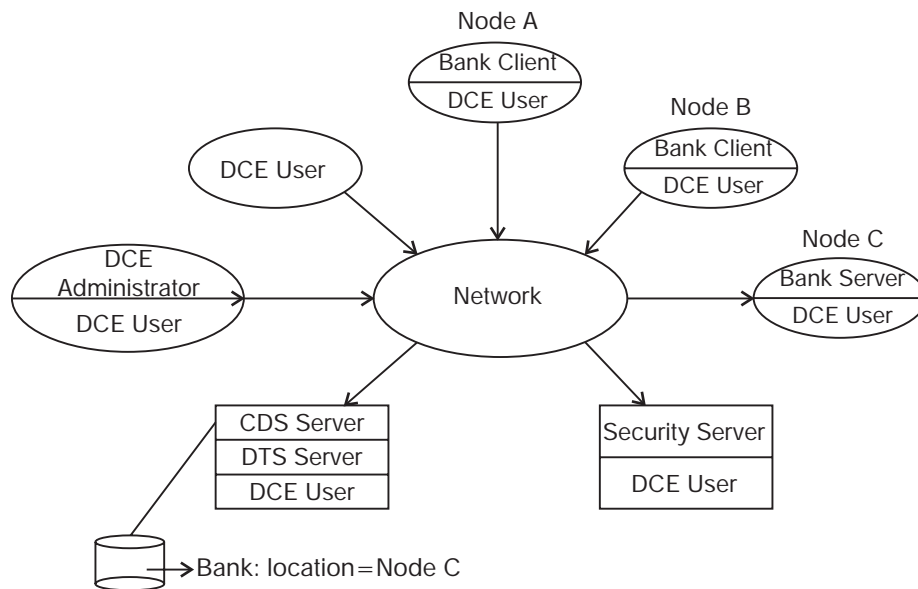 Node A
Bank Client
DCE User
Node B
Bank Client
DCE User
DCE User
Node C
Bank Server
DCE User
DCE
Administrator
DCE User
Network
CDS Server
DTS Server
DCE User
Security Server
DCE User
Bank: location=Node C